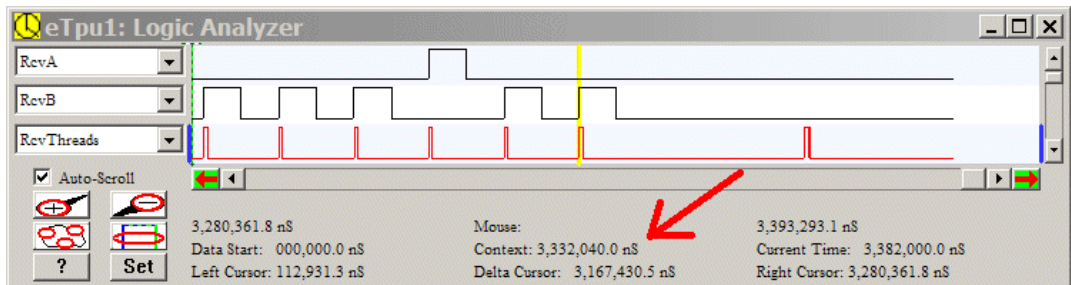 eTpu1: Logic Analyzer
RcvA
RcvB
RcvThreads
Auto-Scroll
3,280,361.8 nS Mouse: 3,393,293.1 nS
Data Start: 000,000.0 nS Context: 3,332,040.0 nS Current Time: 3,382,000.0 nS
? Set Left Cursor: 112,931.3 nS Delta Cursor: 3,167,430.5 nS Right Cursor: 3,280,361.8 nS